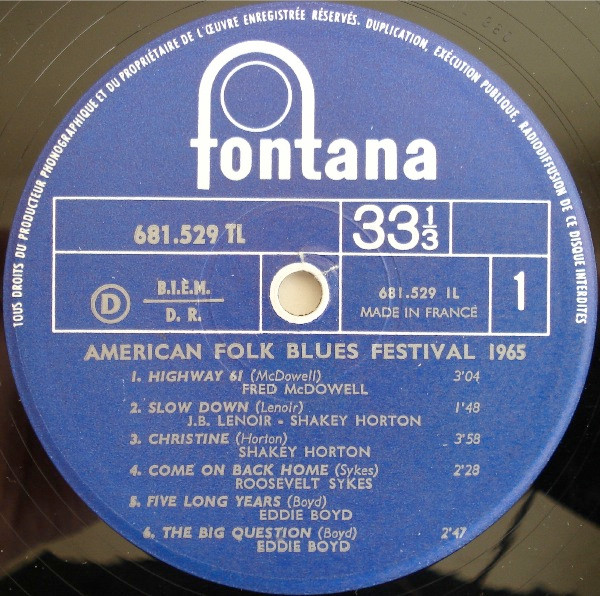 TOUS DROITS DU PRODUCTEUR PHONOGRAPHIQUE ET DU PROPRIÉTAIRE DE L'ŒUVRE ENREGISTRÉE RÉSERVÉS. DUPLICATION, EXÉCUTION PUBLIQUE, RADIODIFFUSION DE CE DISQUE INTERDITES
fontana
681.529 TL
33 1/3
D
B.I.È.M.
D. R.
681.529 1L
MADE IN FRANCE
1
AMERICAN FOLK BLUES FESTIVAL 1965
1. HIGHWAY 61 (McDowell) 3'04
FRED McDOWELL
2. SLOW DOWN (Lenoir) 1'48
J.B. LENOIR - SHAKEY HORTON
3. CHRISTINE (Horton) 3'58
SHAKEY HORTON
4. COME ON BACK HOME (Sykes) 2'28
ROOSEVELT SYKES
5. FIVE LONG YEARS (Boyd)
EDDIE BOYD
6. THE BIG QUESTION (Boyd) 2'47
EDDIE BOYD